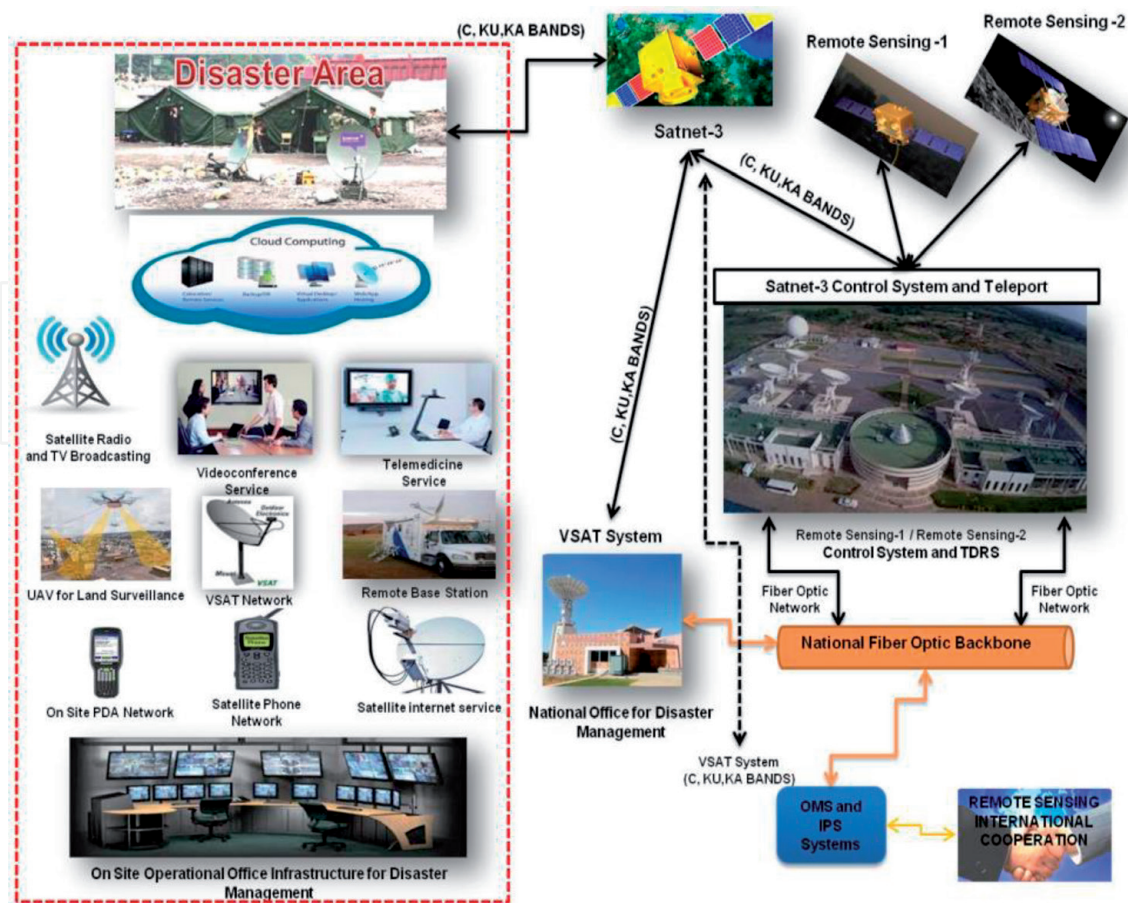 (C, KU,KA BANDS)
Disaster Area
Cloud Computing
Satellite Radio
and TV Broadcasting
Videoconference
Service
Telemedicine
Service
UAV for Land Surveillance
Outdoor
Electronics
Mount
VSAT
VSAT Network
Remote Base Station
On Site PDA Network
Satellite Phone
Network
Satellite internet service
On Site Operational Office Infrastructure for Disaster
Management
Satnet-3
Remote Sensing -1
Remote Sensing -2
(C, KU,KA BANDS)
(C, KU,KA BANDS)
Satnet-3 Control System and Teleport
Remote Sensing-1 / Remote Sensing-2
Control System and TDRS
Fiber Optic
Network
Fiber Optic
Network
VSAT System
National Fiber Optic Backbone
National Office for Disaster
Management
VSAT System
(C, KU,KA BANDS)
OMS and
IPS
Systems
REMOTE SENSING
INTERNATIONAL
COOPERATION